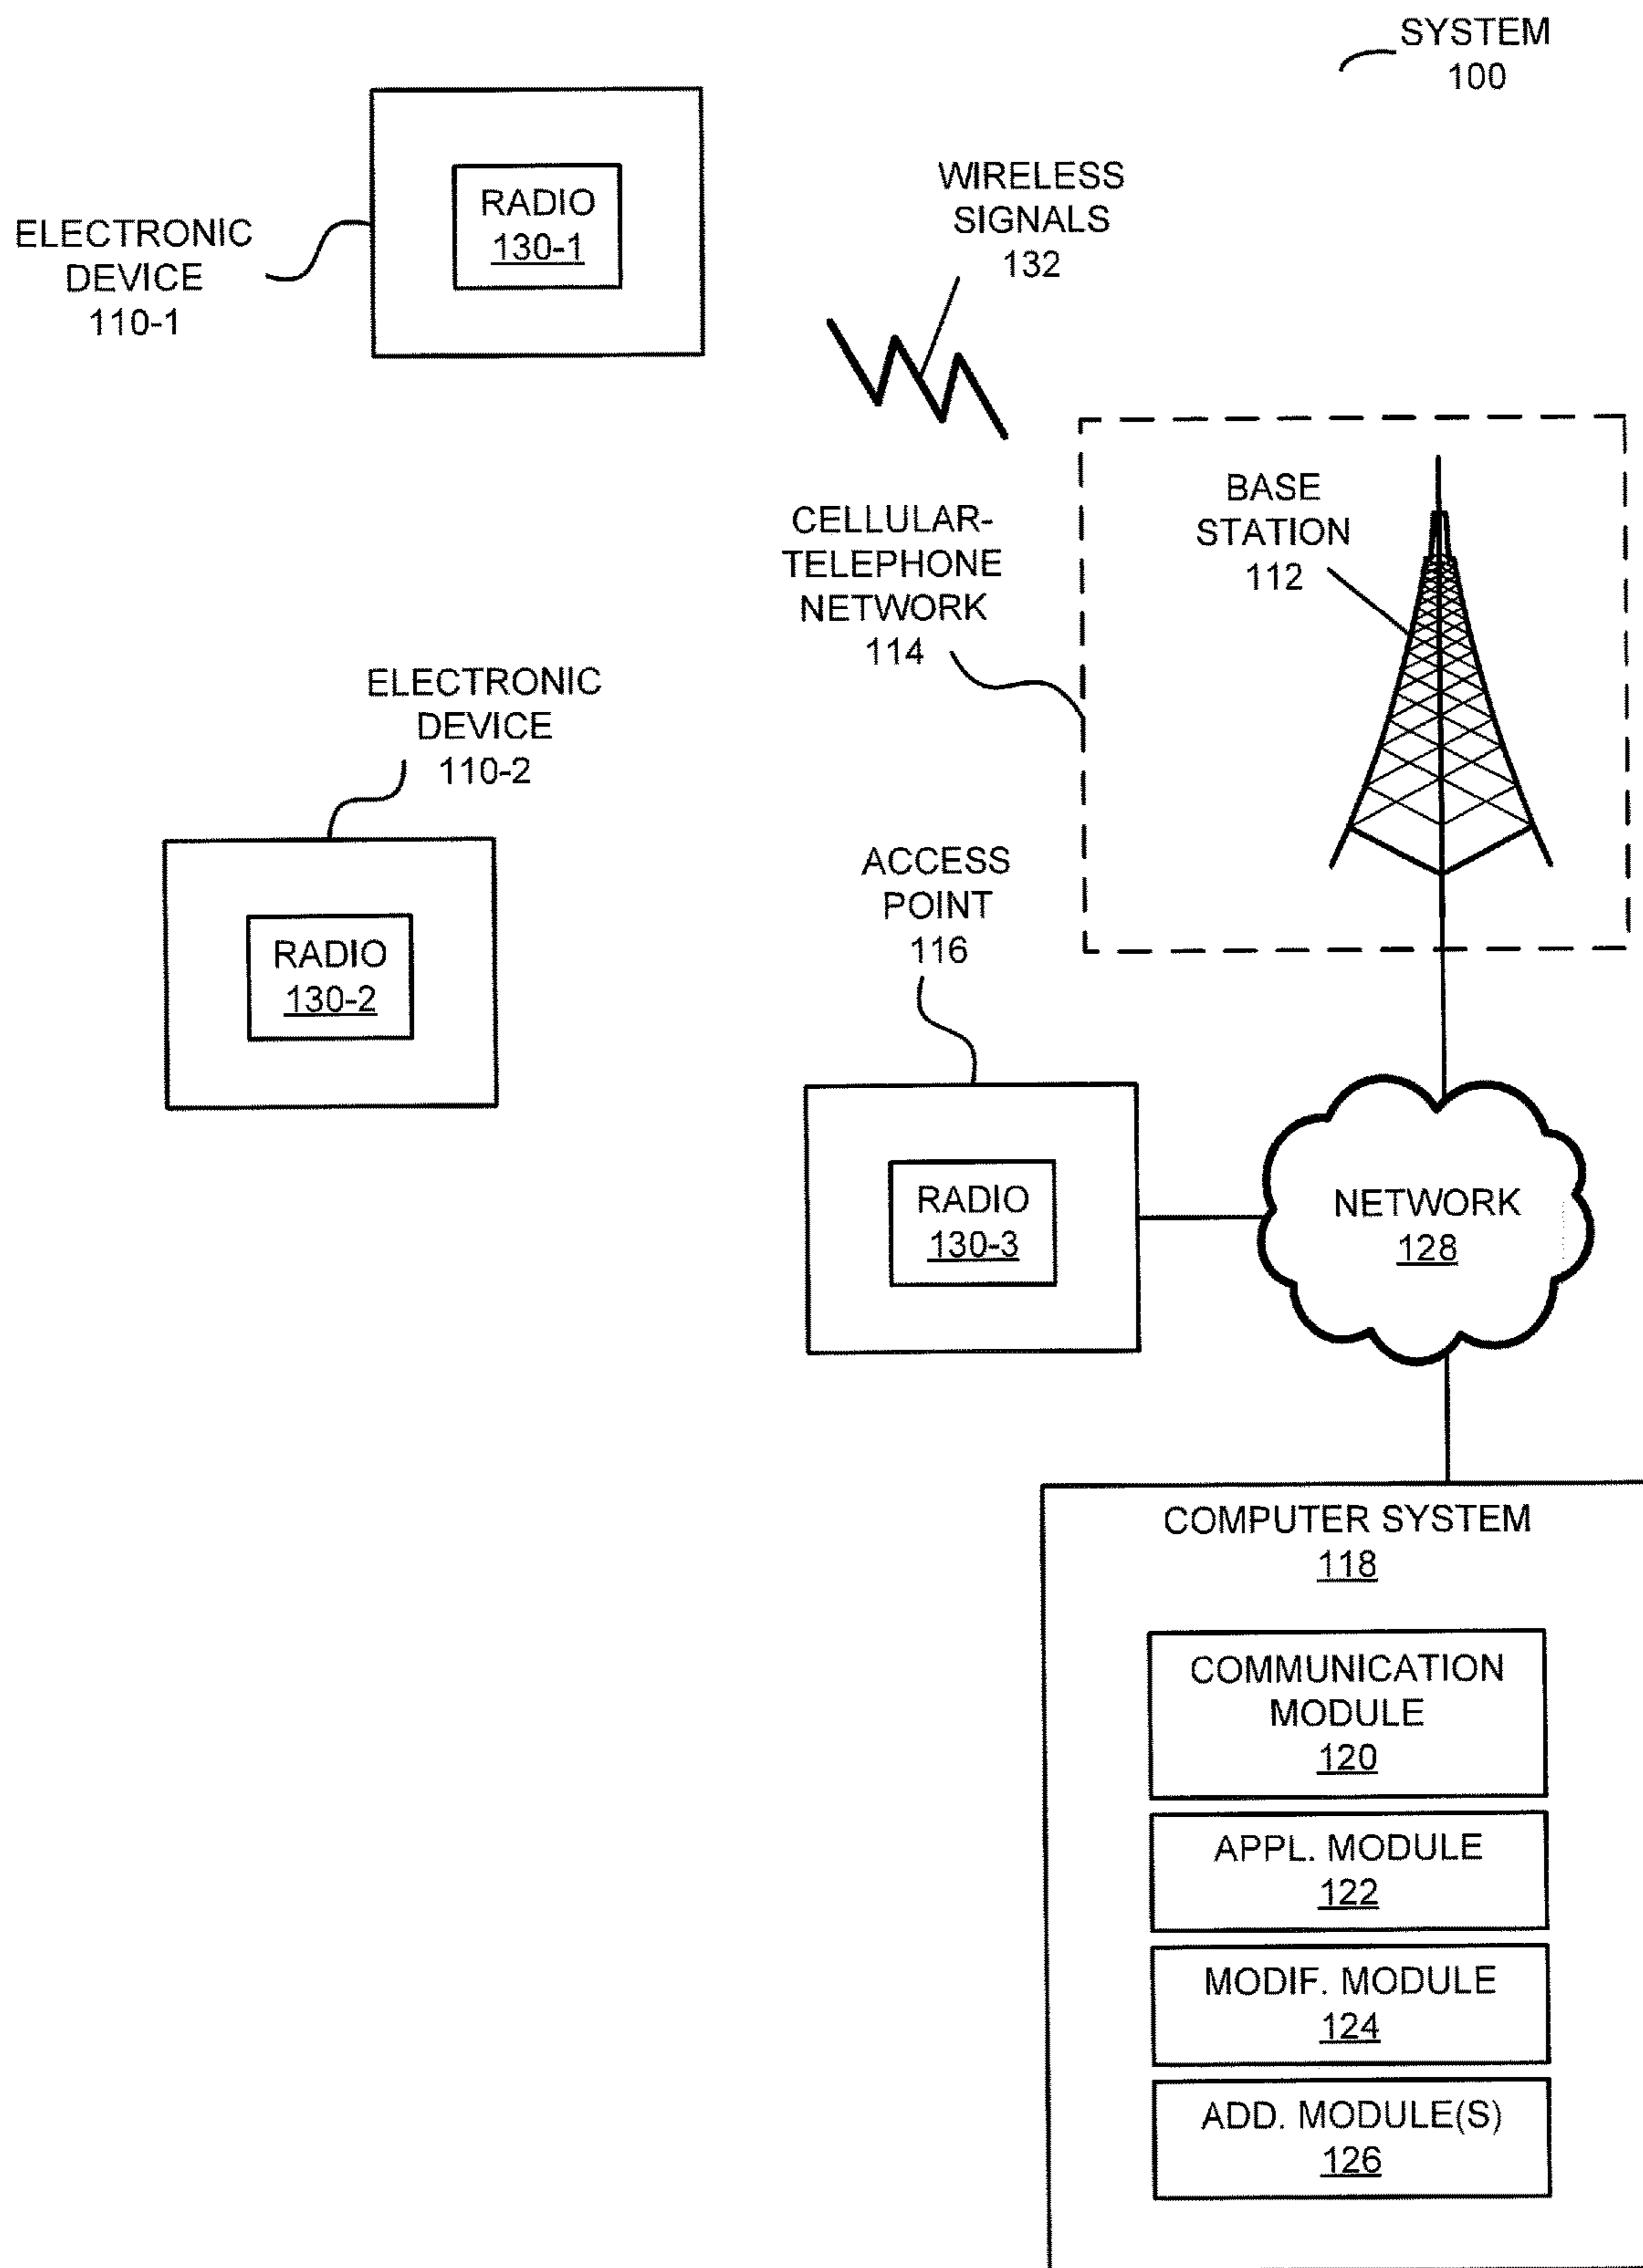 SYSTEM
100
RADIO
130-1
ELECTRONIC
DEVICE
110-1
WIRELESS
SIGNALS
132
BASE
STATION
112
CELLULAR-
TELEPHONE
NETWORK
114
ELECTRONIC
DEVICE
110-2
RADIO
130-2
ACCESS
POINT
116
RADIO
130-3
NETWORK
128
COMPUTER SYSTEM
118
COMMUNICATION
MODULE
120
APPL. MODULE
122
MODIF. MODULE
124
ADD. MODULE(S)
126